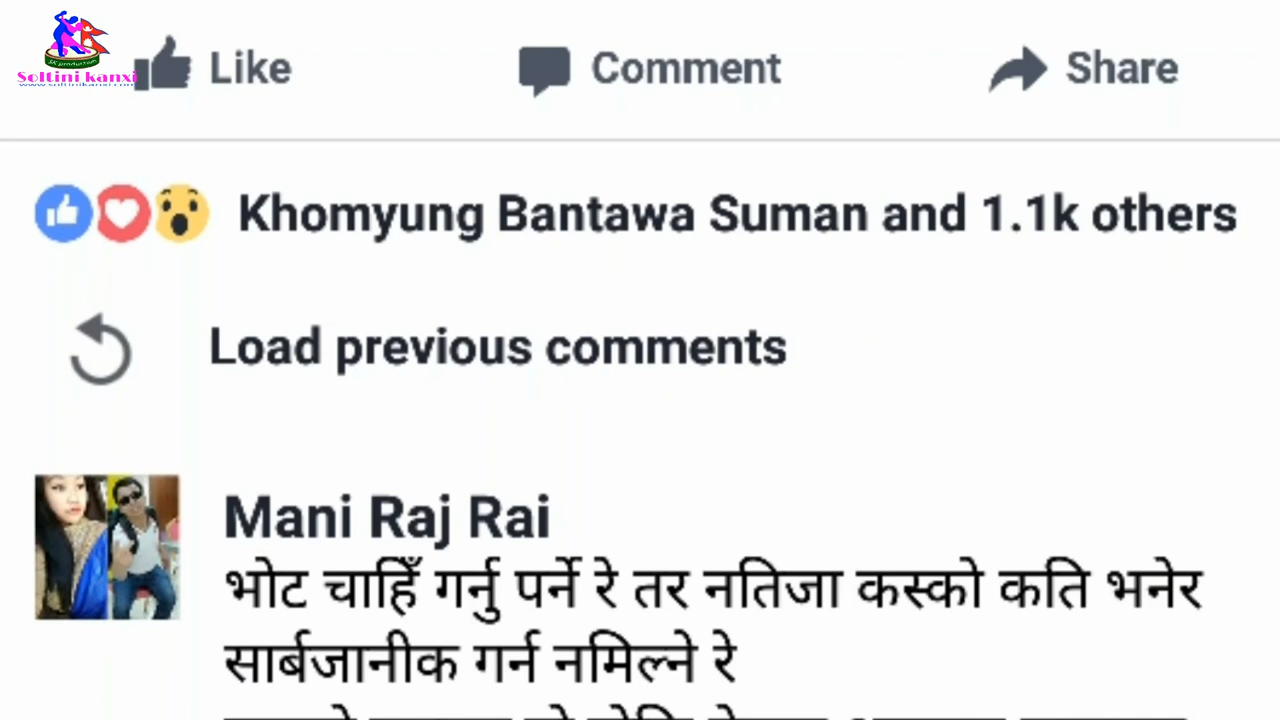 Soltini kanxi
Like
Comment
Share
Khomyung Bantawa Suman and 1.1k others
Load previous comments
Mani Raj Rai
भोट चाहिँ गर्नु पर्ने रे तर नतिजा कस्को कति भनेर
सार्बजानीक गर्न नमिल्ने रे